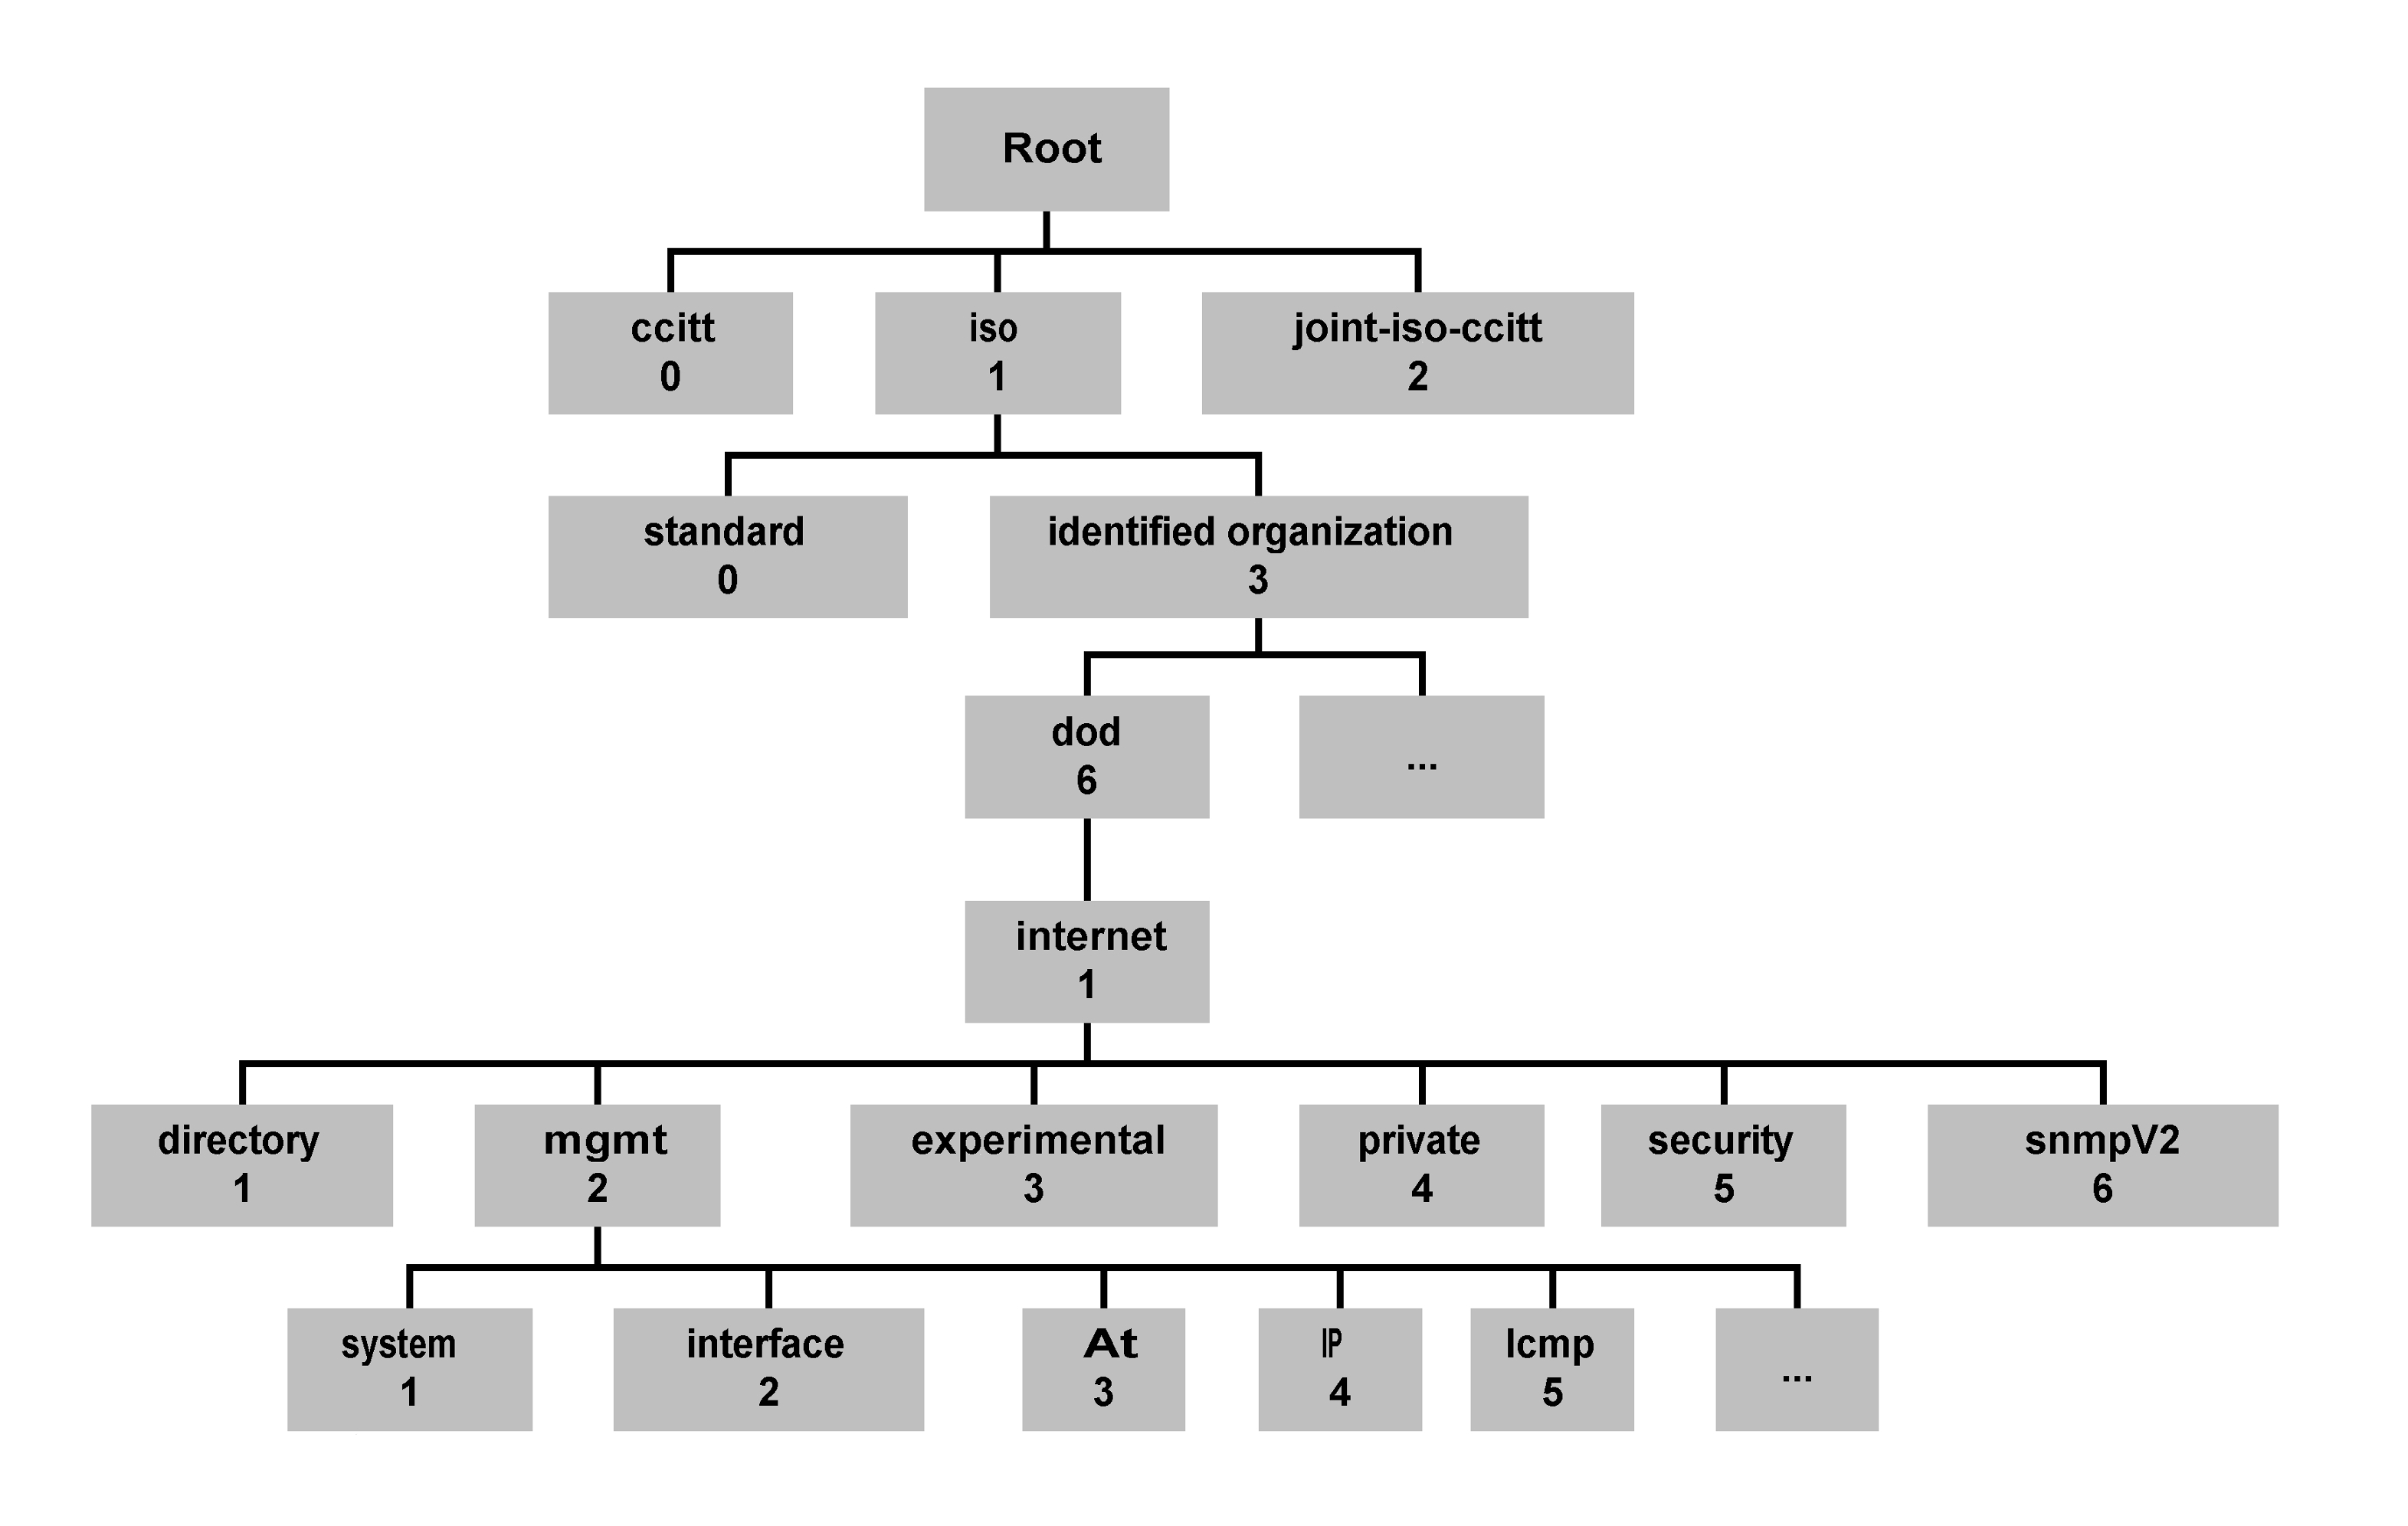 Root
ccitt
0
iso
1
joint-iso-ccitt
2
standard
0
identified organization
3
dod
6
...
internet
1
directory
1
mgmt
2
experimental
3
private
4
security
5
snmpV2
6
system
1
interface
2
At
3
IP
4
Icmp
5
...